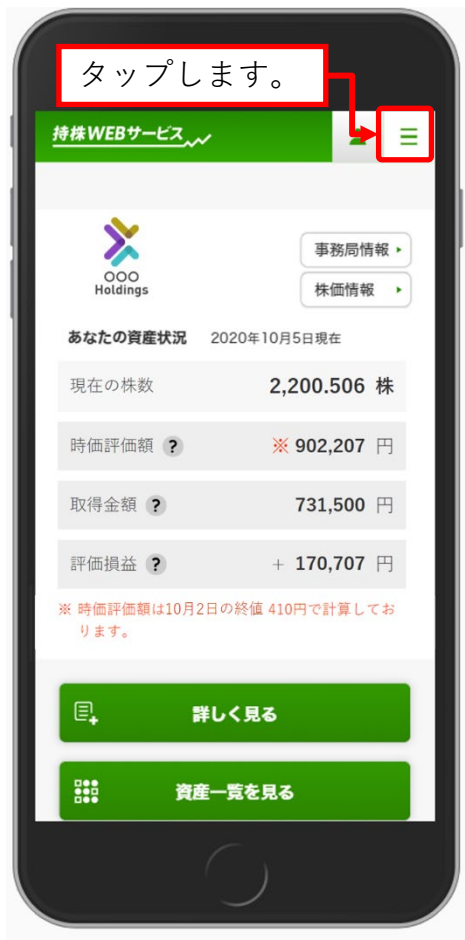 タップします。
持株WEBサービス
事務局情報
OOO
Holdings
株価情報
あなたの資産状況 2020年10月5日現在
現在の株数 2,200.506 株
時価評価額 ? ※ 902,207 円
取得金額 ? 731,500 円
評価損益 ? + 170,707 円
※ 時価評価額は10月2日の終値 410円で計算してお
ります。
詳しく見る
資産一覧を見る